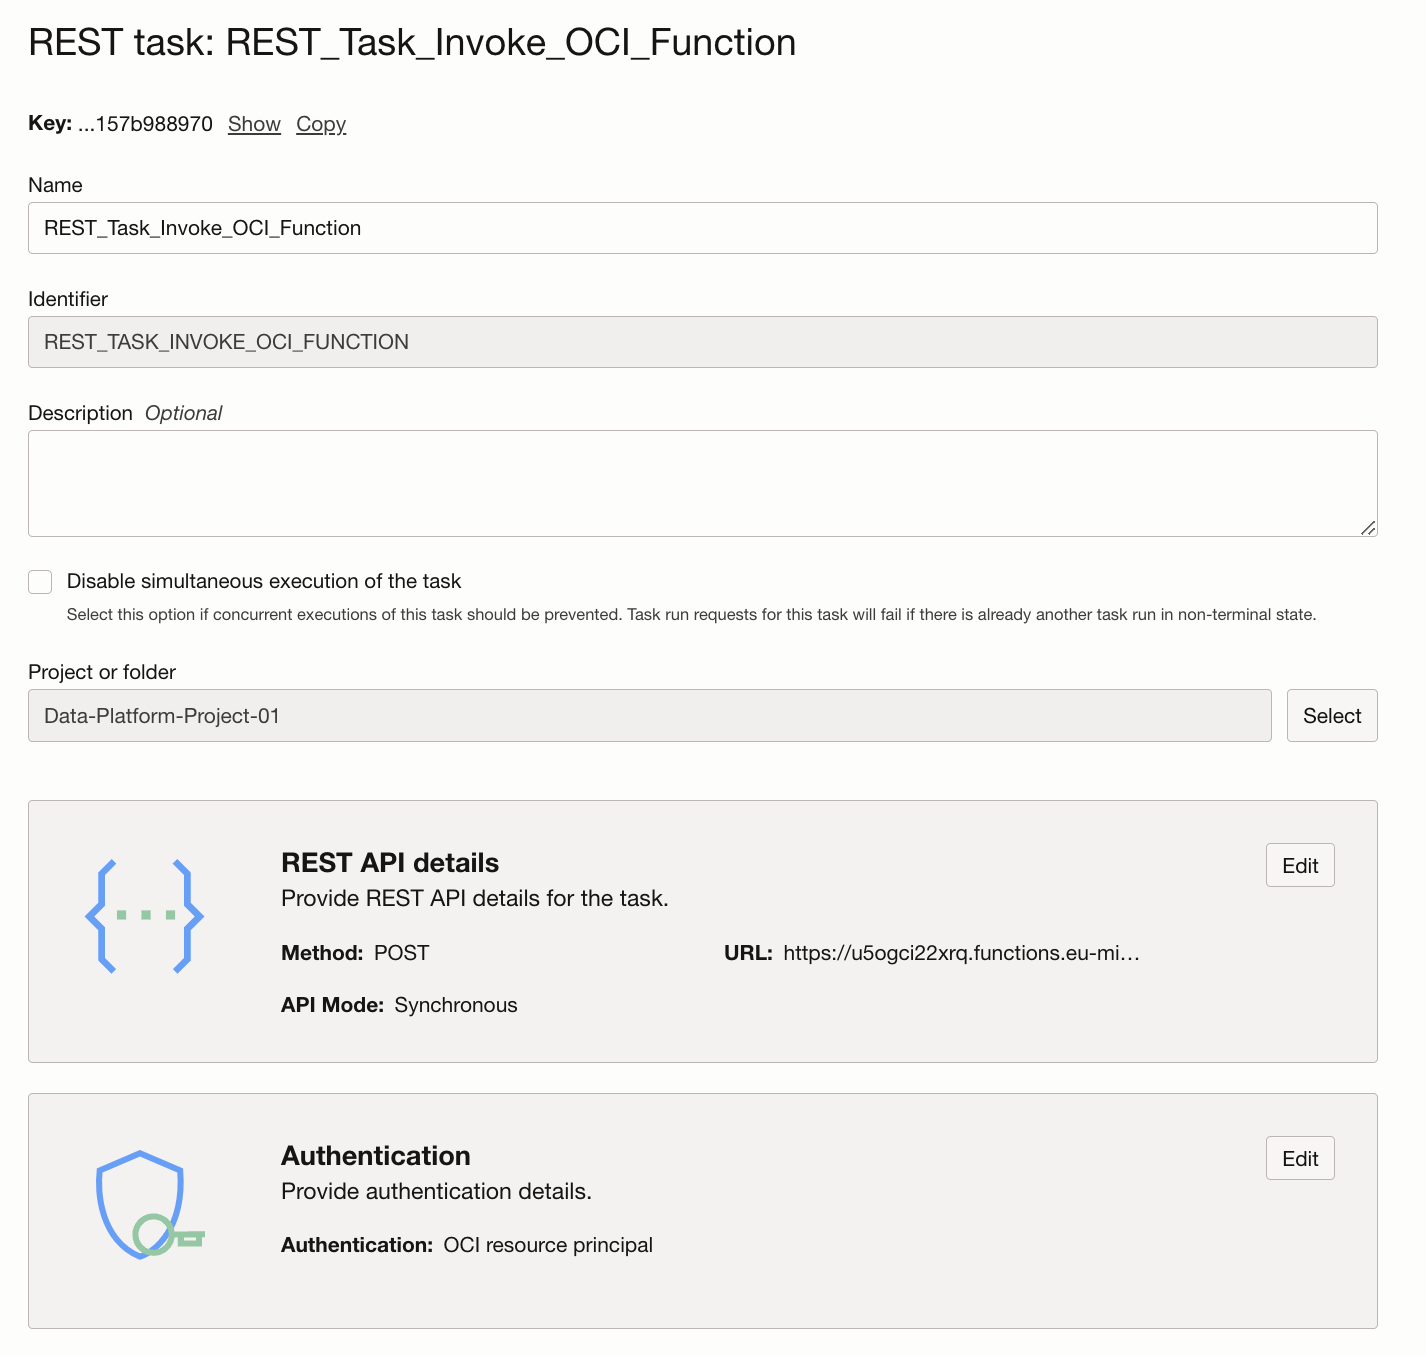 REST task: REST_Task_Invoke_OCI_Function
Key: ...157b988970 Show Copy
Name
REST_Task_Invoke_OCI_Function
Identifier
REST_TASK_INVOKE_OCI_FUNCTION
Description Optional
Disable simultaneous execution of the task
Select this option if concurrent executions of this task should be prevented. Task run requests for this task will fail if there is already another task run in non-terminal state.
Project or folder
Data-Platform-Project-01
Select
REST API details
Edit
Provide REST API details for the task.
Method: POST
URL: https://u5ogci22xrq.functions.eu-mi...
API Mode: Synchronous
Authentication
Edit
Provide authentication details.
Authentication: OCI resource principal